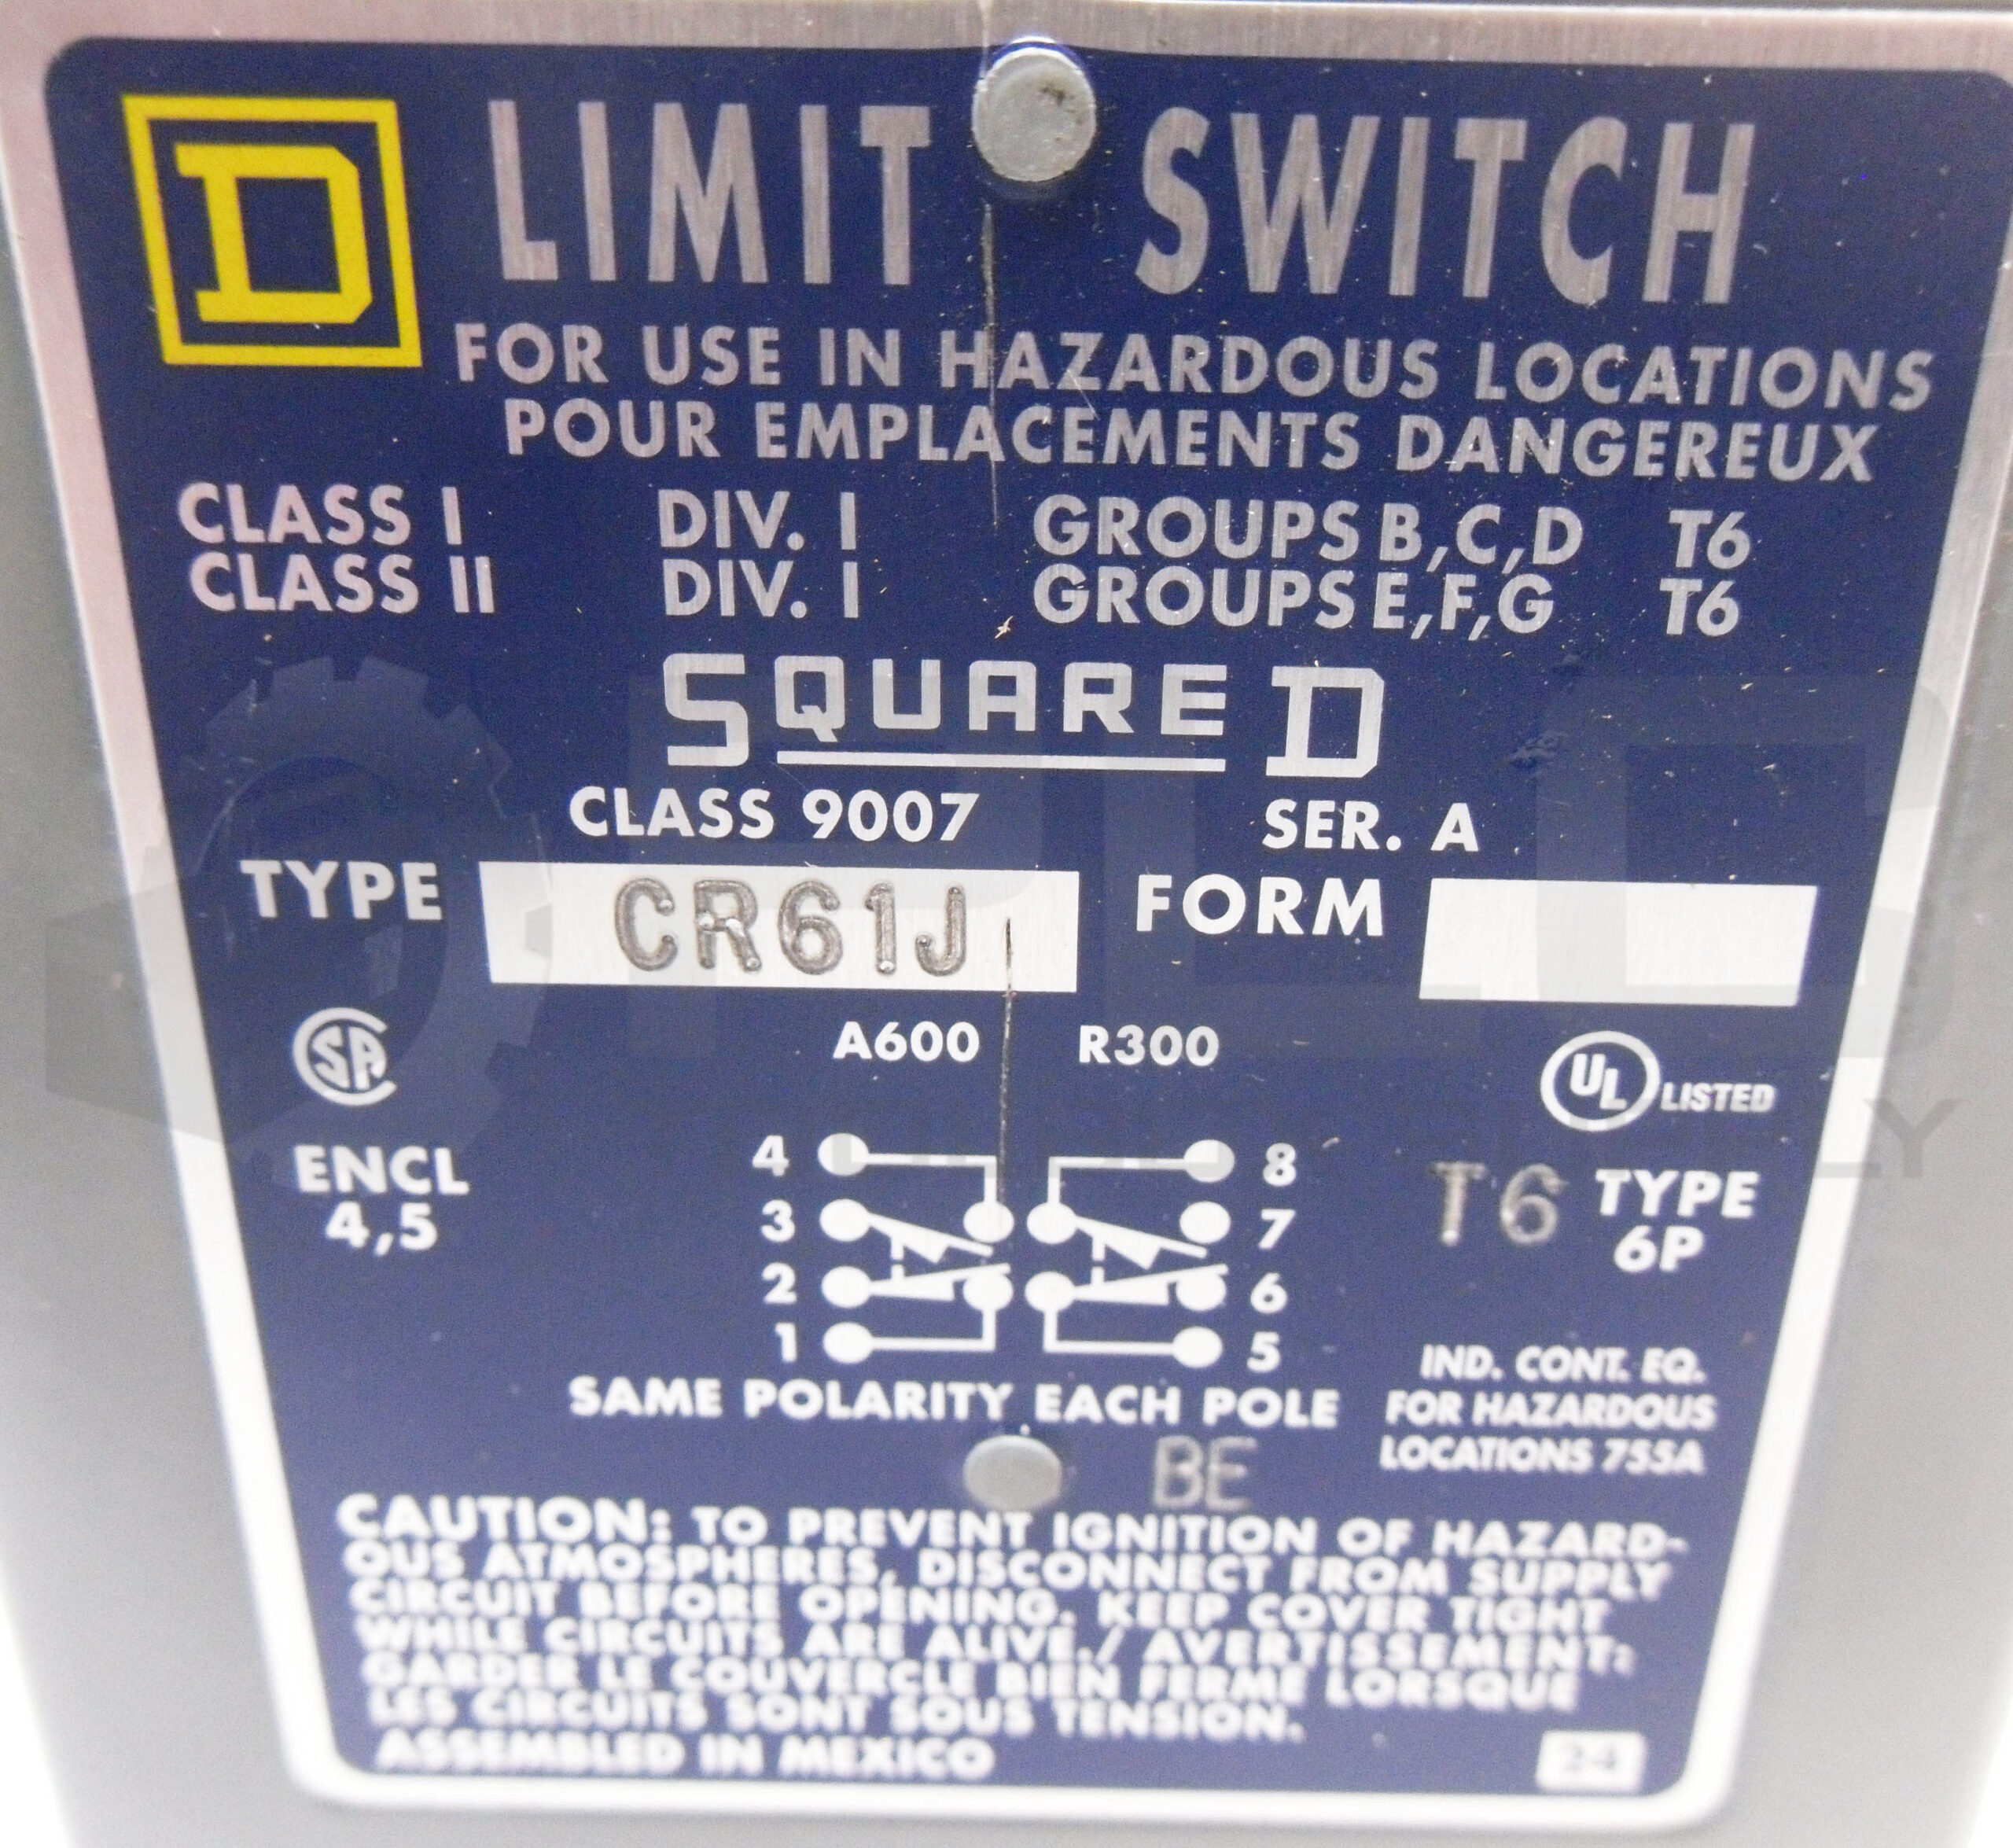 D LIMIT SWITCH
FOR USE IN HAZARDOUS LOCATIONS
POUR EMPLACEMENTS DANGEREUX
CLASS I DIV. I GROUPS B,C,D T6
CLASS II DIV. I GROUPS E,F,G T6
SQUARE D
CLASS 9007 SER. A
TYPE CR61J FORM
SA A600 R300 UL LISTED
ENCL
4,5
4 8
3 7
2 6
1 5
T6 TYPE
6P
SAME POLARITY EACH POLE
IND. CONT. EQ.
FOR HAZARDOUS
LOCATIONS 755A
BE
CAUTION: TO PREVENT IGNITION OF HAZARD-
OUS ATMOSPHERES, DISCONNECT FROM SUPPLY
CIRCUIT BEFORE OPENING. KEEP COVER TIGHT
WHILE CIRCUITS ARE ALIVE./ AVERTISSEMENT:
GARDER LE COUVERCLE BIEN FERME LORSQUE
LES CIRCUITS SONT SOUS TENSION.
ASSEMBLED IN MEXICO
24